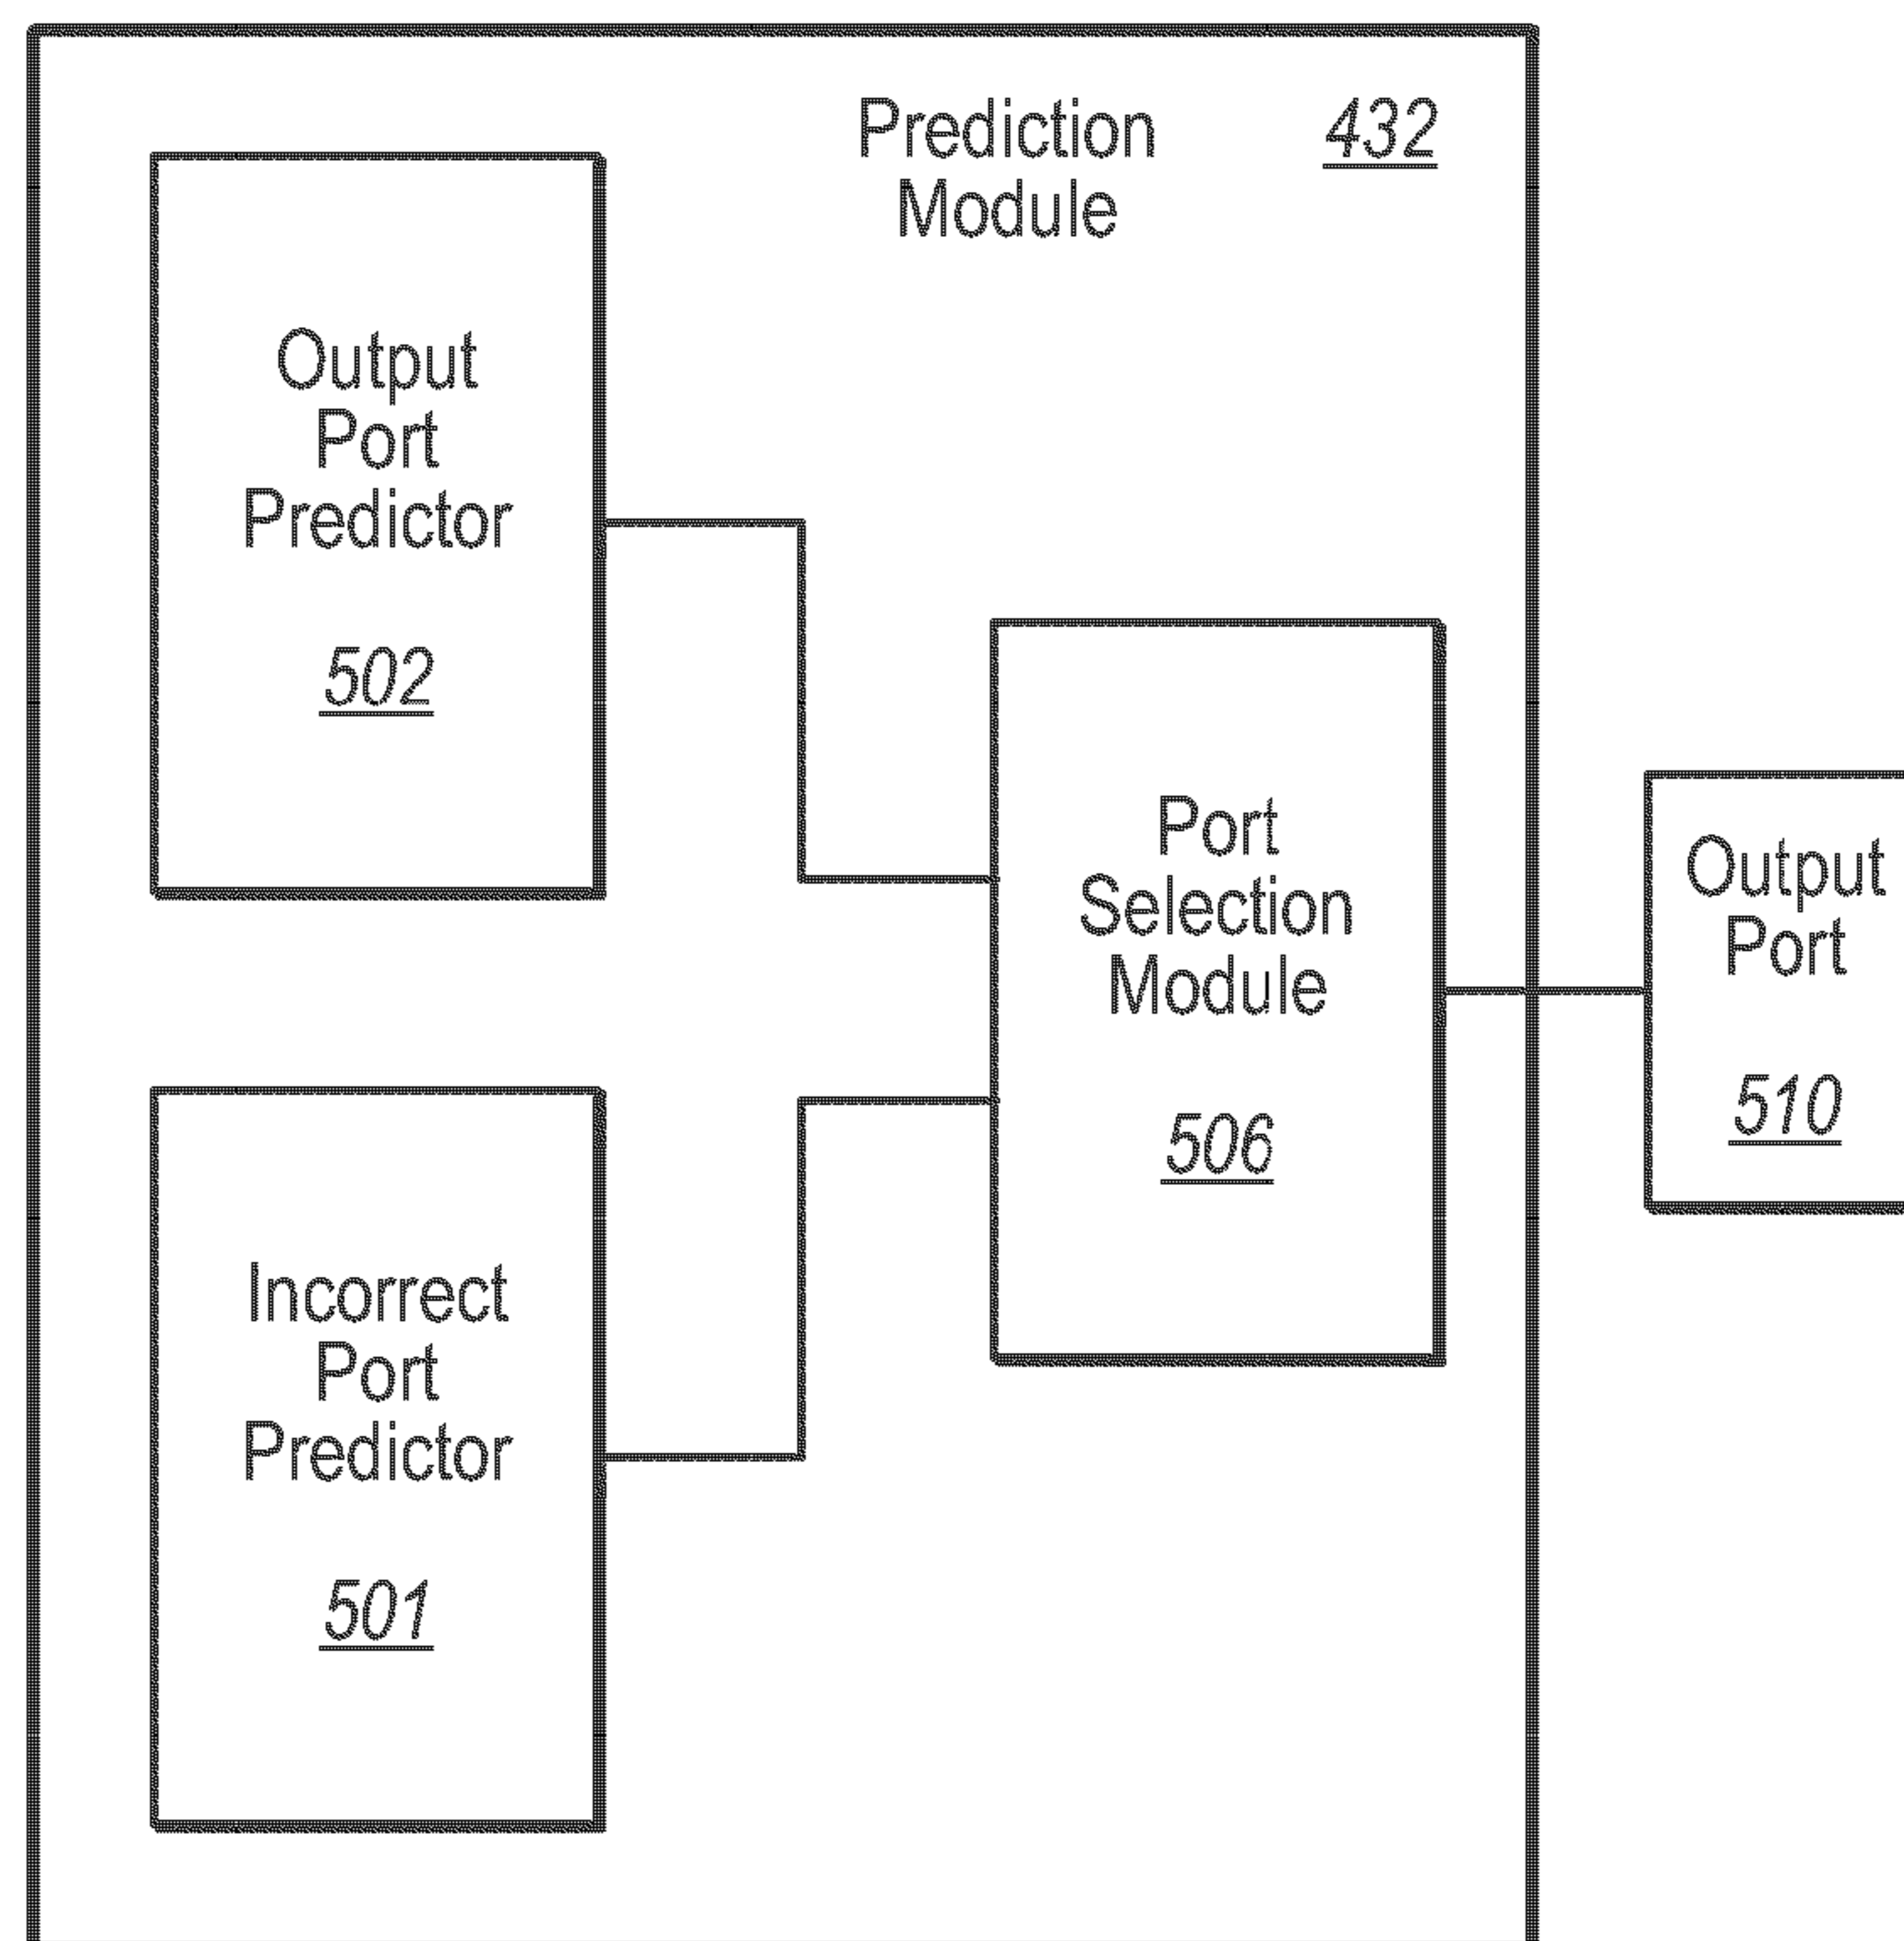 Prediction 432
Module
Output
Port
Predictor
502
Port
Selection
Module
506
Output
Port
510
Incorrect
Port
Predictor
501